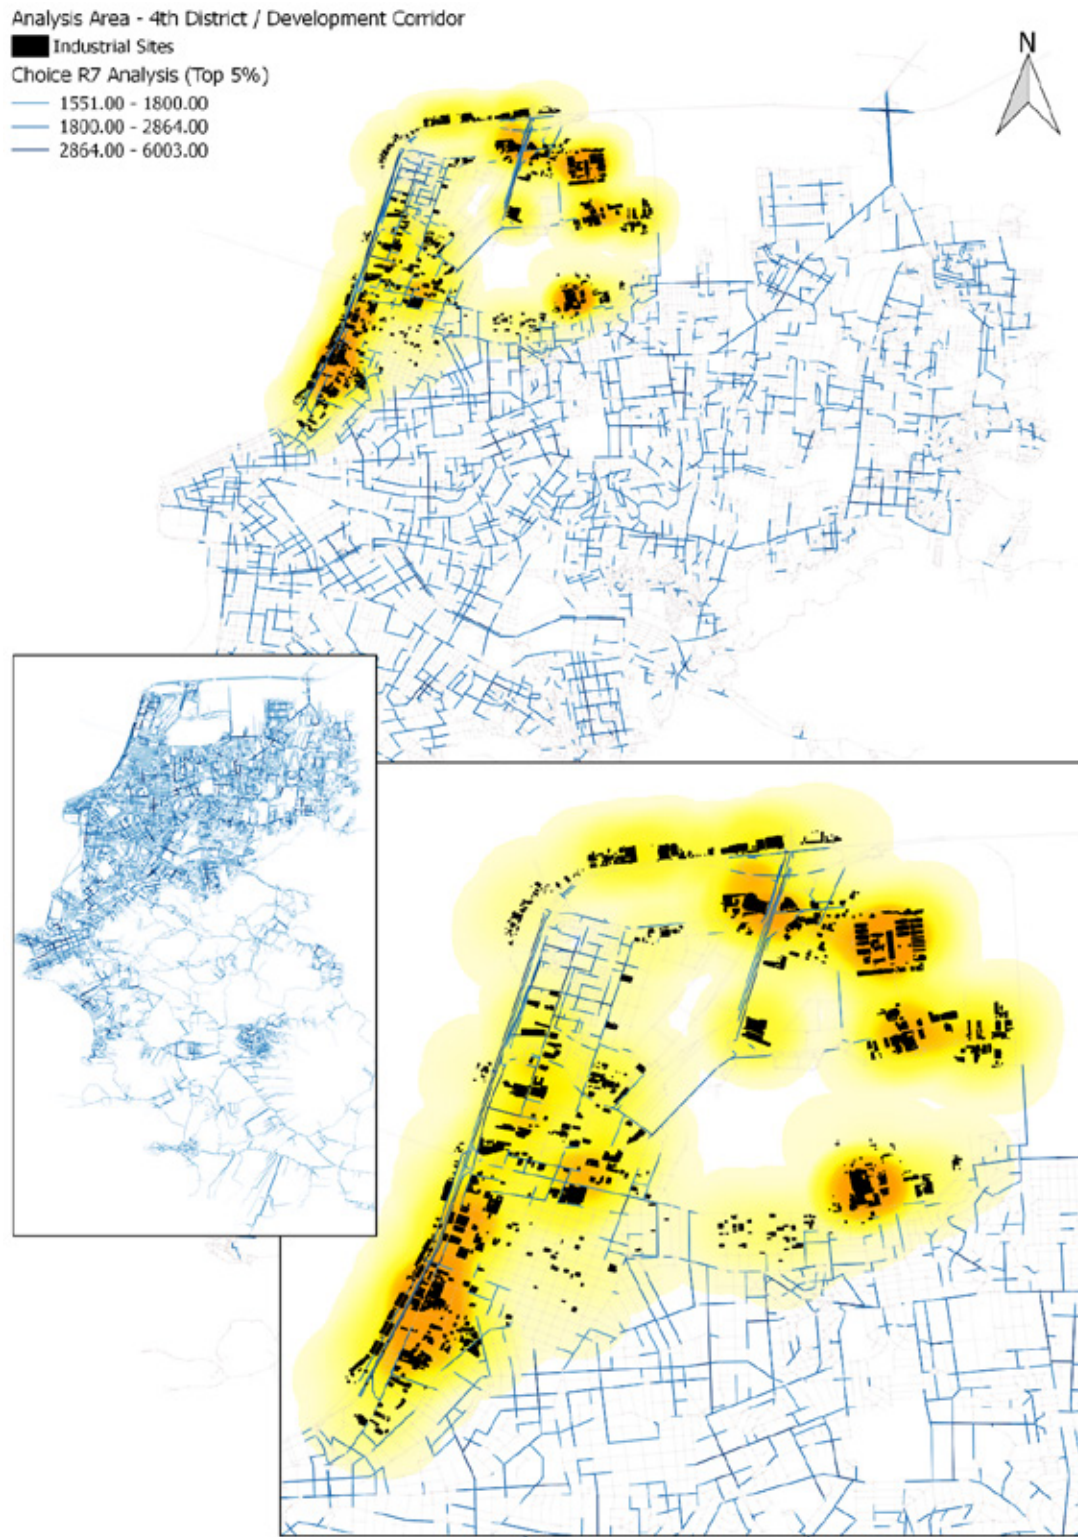 Analysis Area - 4th District / Development Corridor
Industrial Sites
Choice R7 Analysis (Top 5%)
1551.00 - 1800.00
1800.00 - 2864.00
2864.00 - 6003.00
N